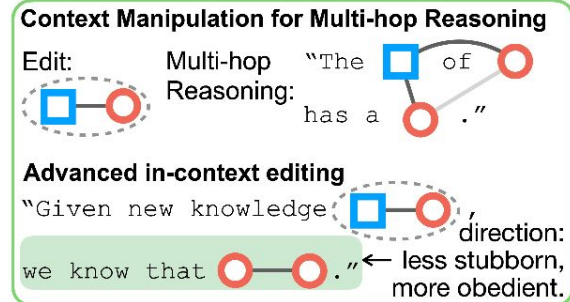 Context Manipulation for Multi-hop Reasoning
Edit:
Multi-hop Reasoning:
"The of
has a ."
Advanced in-context editing
"Given new knowledge ,
we know that ."
direction:
← less stubborn,
more obedient.